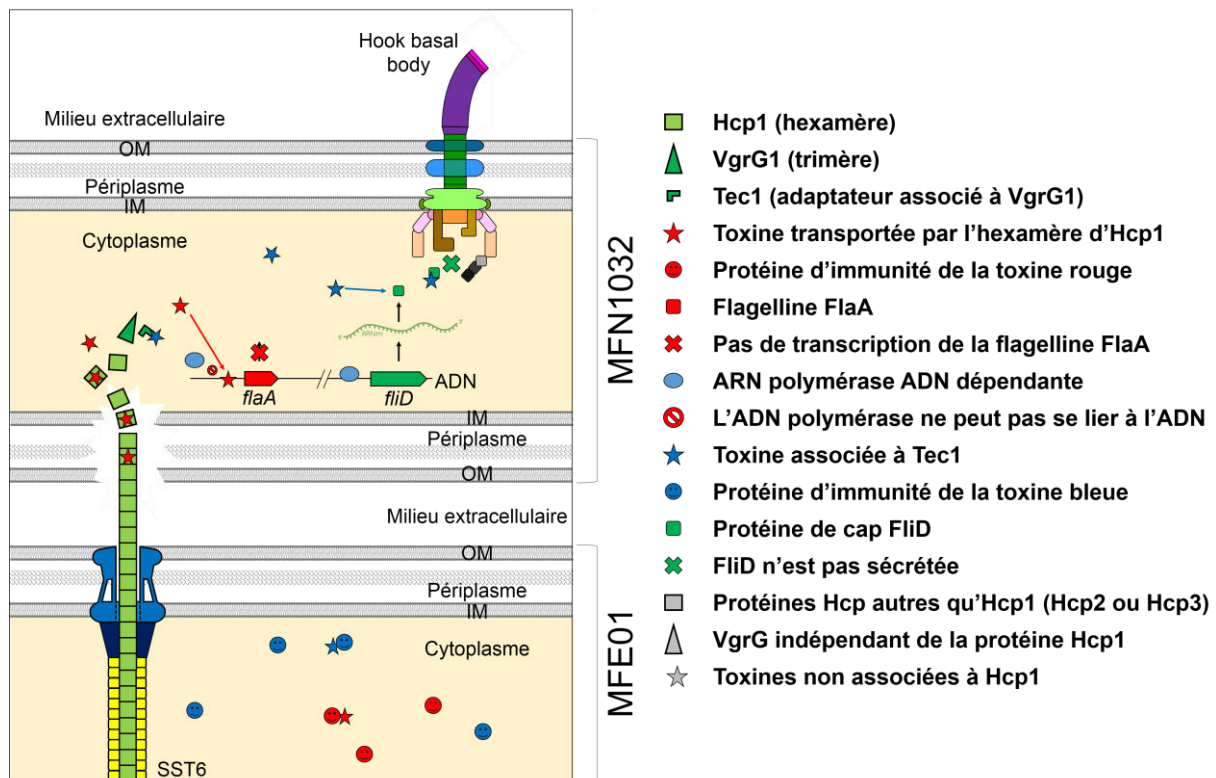 Hook basal
body
Milieu extracellulaire
OM
Périplasme
IM
Cytoplasme
5'
ARNm
3'
ADN
flaA
fliD
IM
Périplasme
OM
Milieu extracellulaire
OM
Périplasme
IM
Cytoplasme
SST6
MFN1032
MFE01
Hcp1 (hexamère)
VgrG1 (trimère)
Tec1 (adaptateur associé à VgrG1)
Toxine transportée par l'hexamère d'Hcp1
Protéine d'immunité de la toxine rouge
Flagelline FlaA
Pas de transcription de la flagelline FlaA
ARN polymérase ADN dépendante
L'ADN polymérase ne peut pas se lier à l'ADN
Toxine associée à Tec1
Protéine d'immunité de la toxine bleue
Protéine de cap FliD
FliD n'est pas sécrétée
Protéines Hcp autres qu'Hcp1 (Hcp2 ou Hcp3)
VgrG indépendant de la protéine Hcp1
Toxines non associées à Hcp1